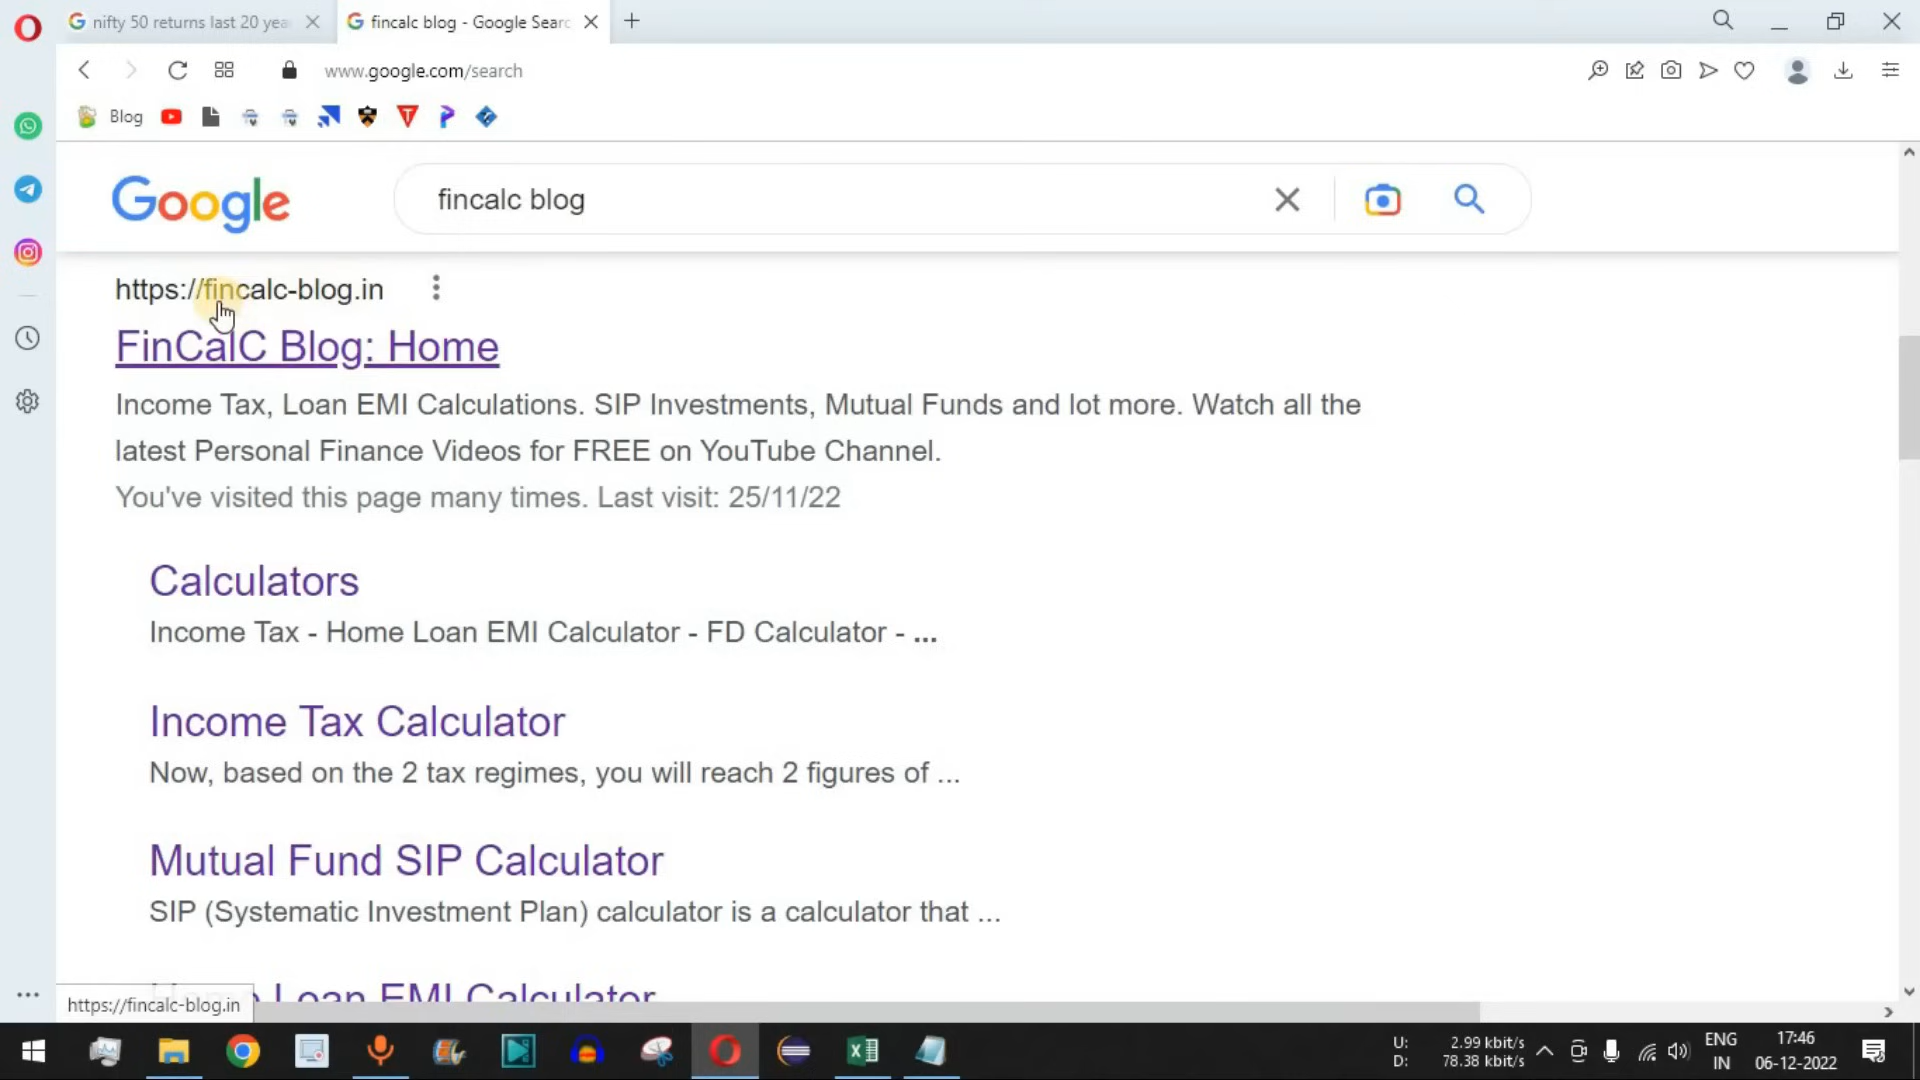 nifty 50 returns last 20 yea
fincalc blog - Google Searc
www.google.com/search
Blog
Google
fincalc blog
https://fincalc-blog.in
FinCalC Blog: Home
Income Tax, Loan EMI Calculations. SIP Investments, Mutual Funds and lot more. Watch all the
latest Personal Finance Videos for FREE on YouTube Channel.
You've visited this page many times. Last visit: 25/11/22
Calculators
Income Tax - Home Loan EMI Calculator - FD Calculator - ...
Income Tax Calculator
Now, based on the 2 tax regimes, you will reach 2 figures of ...
Mutual Fund SIP Calculator
SIP (Systematic Investment Plan) calculator is a calculator that ...
Home Loan EMI Calculator
https://fincalc-blog.in
U: 2.99 kbit/s
D: 78.38 kbit/s
ENG
IN
17:46
06-12-2022